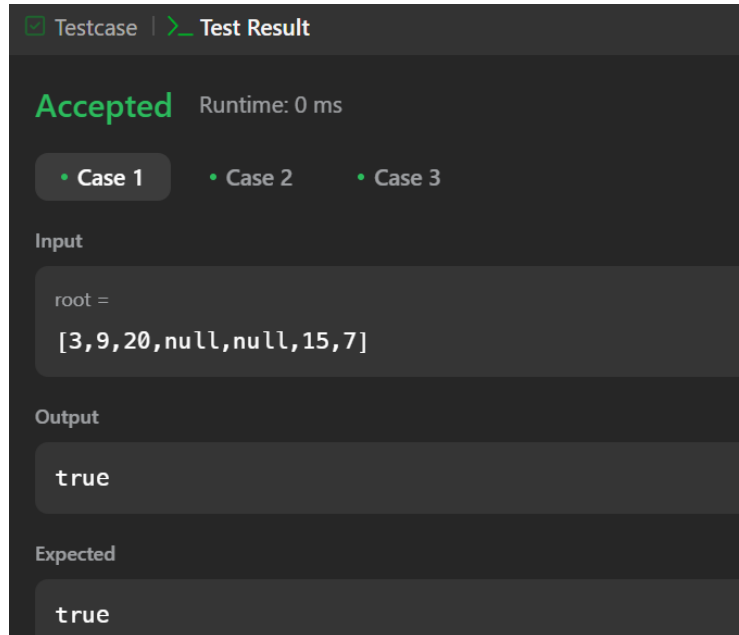 Testcase | >_ Test Result
Accepted Runtime: 0 ms
• Case 1 • Case 2 • Case 3
Input
root =
[3,9,20,null,null,15,7]
Output
true
Expected
true